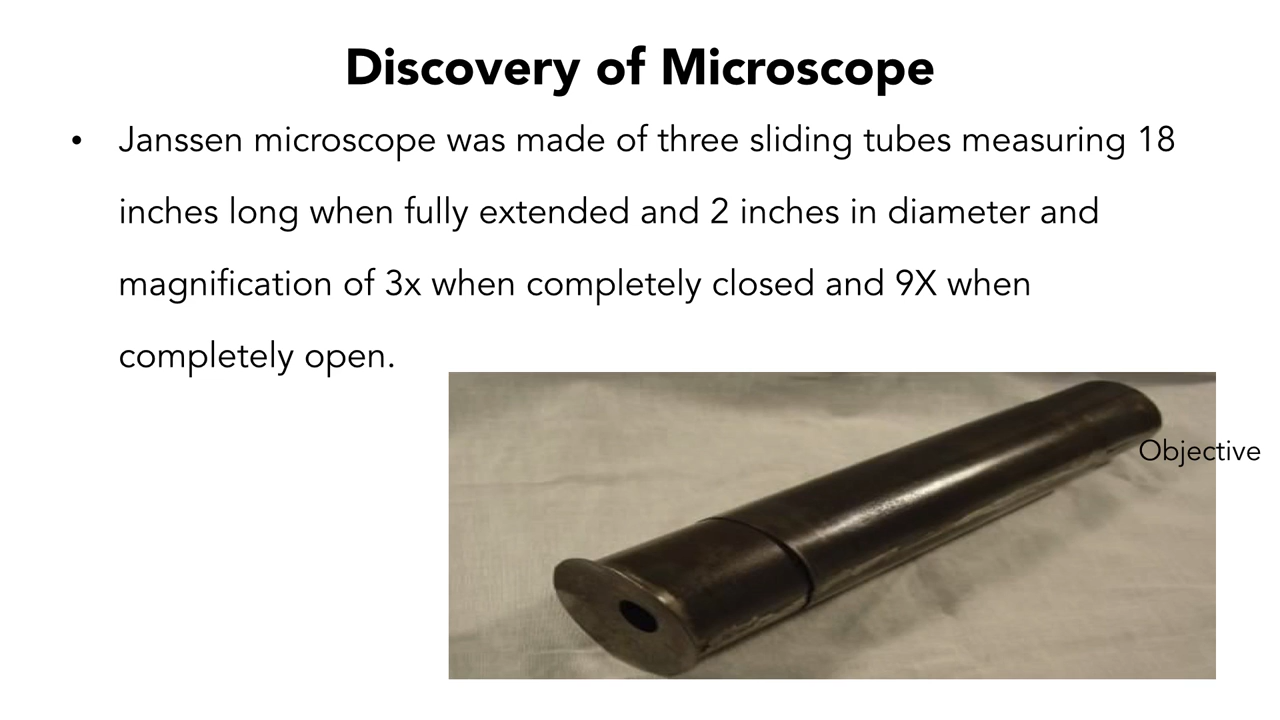 Discovery of Microscope
• Janssen microscope was made of three sliding tubes measuring 18
inches long when fully extended and 2 inches in diameter and
magnification of 3x when completely closed and 9X when
completely open.
Objective